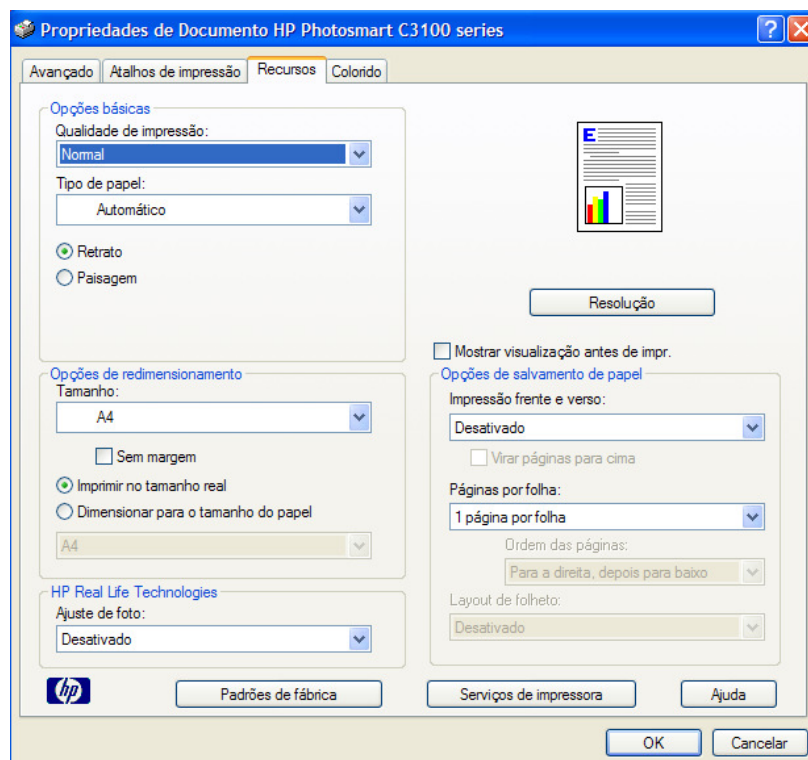 Propriedades de Documento HP Photosmart C3100 series
Avançado
Atalhos de impressão
Recursos
Colorido
Opções básicas
Qualidade de impressão:
Normal
Tipo de papel:
Automático
Retrato
Paisagem
E
Resolução
Mostrar visualização antes de impr.
Opções de redimensionamento
Tamanho:
A4
Sem margem
Imprimir no tamanho real
Dimensionar para o tamanho do papel
A4
Opções de salvamento de papel
Impressão frente e verso:
Desativado
Virar páginas para cima
Páginas por folha:
1 página por folha
Ordem das páginas:
Para a direita, depois para baixo
Layout de folheto:
Desativado
HP Real Life Technologies
Ajuste de foto:
Desativado
hp
Padrões de fábrica
Serviços de impressora
Ajuda
OK
Cancelar